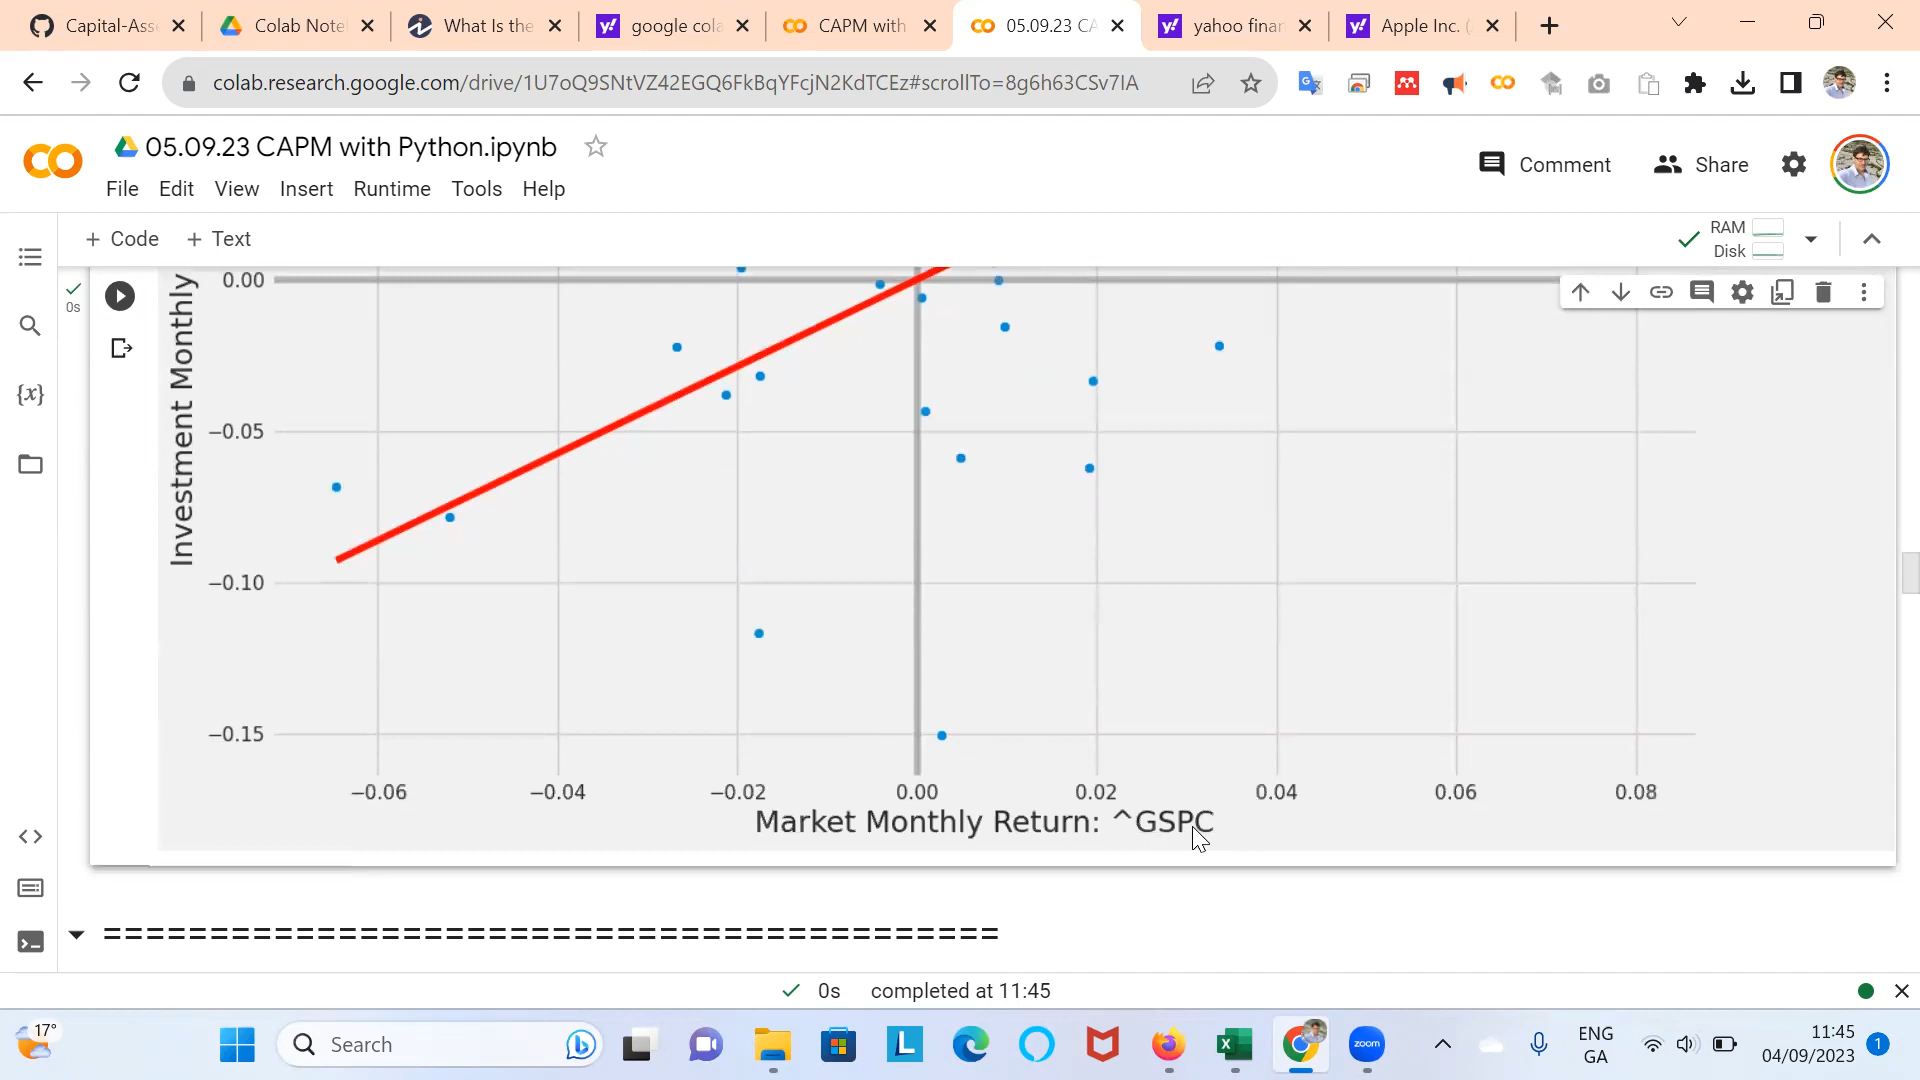 Capital-Ass
Colab Note
What Is the
google cola
CAPM with
05.09.23 CA
yahoo finan
Apple Inc. (
colab.research.google.com/drive/1U7oQ9SNtVZ42EGQ6FkBqYFcjN2KdTCEz#scrollTo=8g6h63CSv7IA
05.09.23 CAPM with Python.ipynb
Comment
Share
File Edit View Insert Runtime Tools Help
+ Code + Text
RAM
Disk
0s
Investment Monthly
0.00
−0.05
−0.10
−0.15
−0.06 −0.04 −0.02 0.00 0.02 0.04 0.06 0.08
Market Monthly Return: ^GSPC
==========================================
0s completed at 11:45
17°
Search
zoom
ENG
GA
11:45
04/09/2023
1